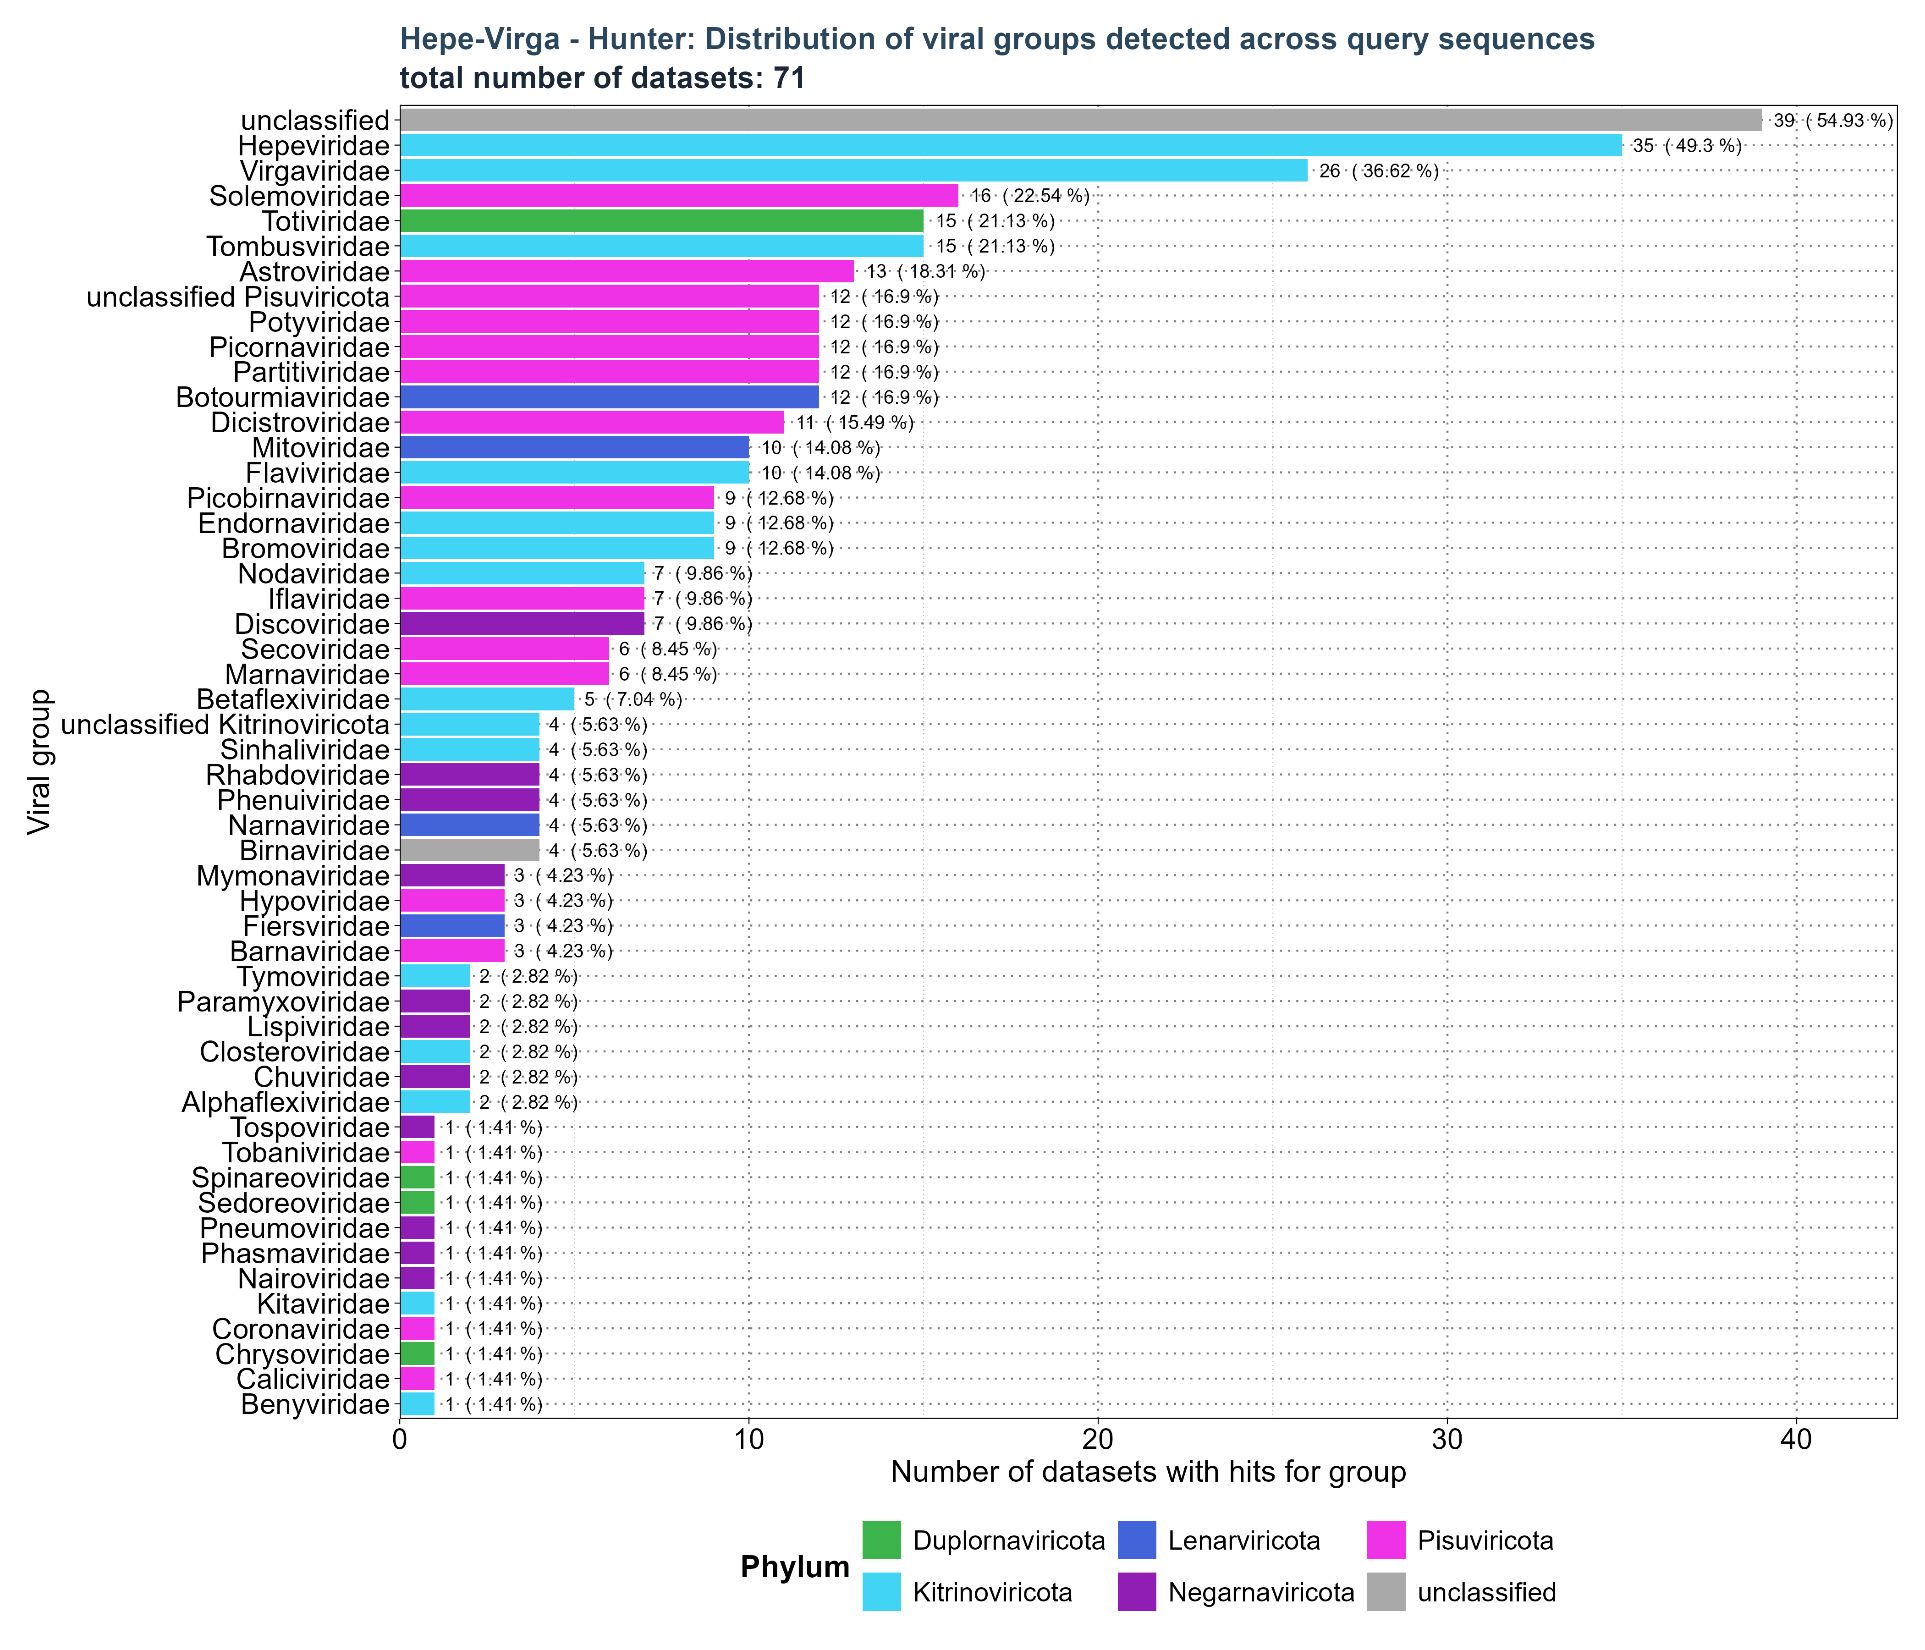 Hepe-Virga - Hunter: Distribution of viral groups detected across query sequences
total number of datasets: 71
unclassified 39 ( 54.93 %)
Hepeviridae 35 ( 49.3 %)
Virgaviridae 26 ( 36.62 %)
Solemoviridae 16 ( 22.54 %)
Totiviridae 15 ( 21.13 %)
Tombusviridae 15 ( 21.13 %)
Astroviridae 13 ( 18.31 %)
unclassified Pisuviricota 12 ( 16.9 %)
Potyviridae 12 ( 16.9 %)
Picornaviridae 12 ( 16.9 %)
Partitiviridae 12 ( 16.9 %)
Botourmiaviridae 12 ( 16.9 %)
Dicistroviridae 11 ( 15.49 %)
Mitoviridae 10 ( 14.08 %)
Flaviviridae 10 ( 14.08 %)
Picobirnaviridae 9 ( 12.68 %)
Endornaviridae 9 ( 12.68 %)
Bromoviridae 9 ( 12.68 %)
Nodaviridae 7 ( 9.86 %)
Iflaviridae 7 ( 9.86 %)
Discoviridae 7 ( 9.86 %)
Secoviridae 6 ( 8.45 %)
Marnaviridae 6 ( 8.45 %)
Betaflexiviridae 5 ( 7.04 %)
unclassified Kitrinoviricota 4 ( 5.63 %)
Sinhaliviridae 4 ( 5.63 %)
Rhabdoviridae 4 ( 5.63 %)
Phenuiviridae 4 ( 5.63 %)
Narnaviridae 4 ( 5.63 %)
Birnaviridae 4 ( 5.63 %)
Mymonaviridae 3 ( 4.23 %)
Hypoviridae 3 ( 4.23 %)
Fiersviridae 3 ( 4.23 %)
Barnaviridae 3 ( 4.23 %)
Tymoviridae 2 ( 2.82 %)
Paramyxoviridae 2 ( 2.82 %)
Lispiviridae 2 ( 2.82 %)
Closteroviridae 2 ( 2.82 %)
Chuviridae 2 ( 2.82 %)
Alphaflexiviridae 2 ( 2.82 %)
Tospoviridae 1 ( 1.41 %)
Tobaniviridae 1 ( 1.41 %)
Spinareoviridae 1 ( 1.41 %)
Sedoreoviridae 1 ( 1.41 %)
Pneumoviridae 1 ( 1.41 %)
Phasmaviridae 1 ( 1.41 %)
Nairoviridae 1 ( 1.41 %)
Kitaviridae 1 ( 1.41 %)
Coronaviridae 1 ( 1.41 %)
Chrysoviridae 1 ( 1.41 %)
Caliciviridae 1 ( 1.41 %)
Benyviridae 1 ( 1.41 %)
Viral group
0 10 20 30 40
Number of datasets with hits for group
Phylum
Duplornaviricota Lenarviricota Pisuviricota
Kitrinoviricota Negarnaviricota unclassified